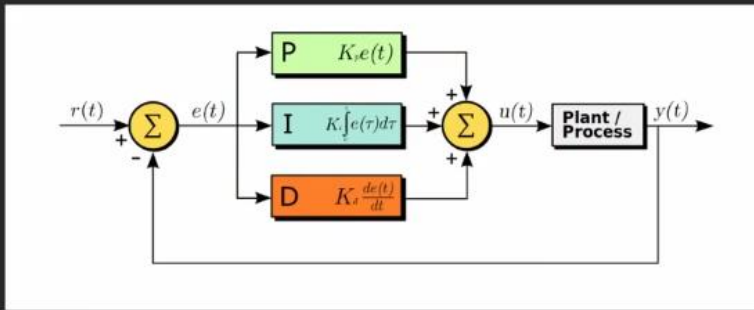 P K_p e(t)
r(t) Σ e(t) I K_i ∫e(τ)dτ Σ u(t) Plant / Process y(t)
D K_d de(t)/dt
+ -
+ + +